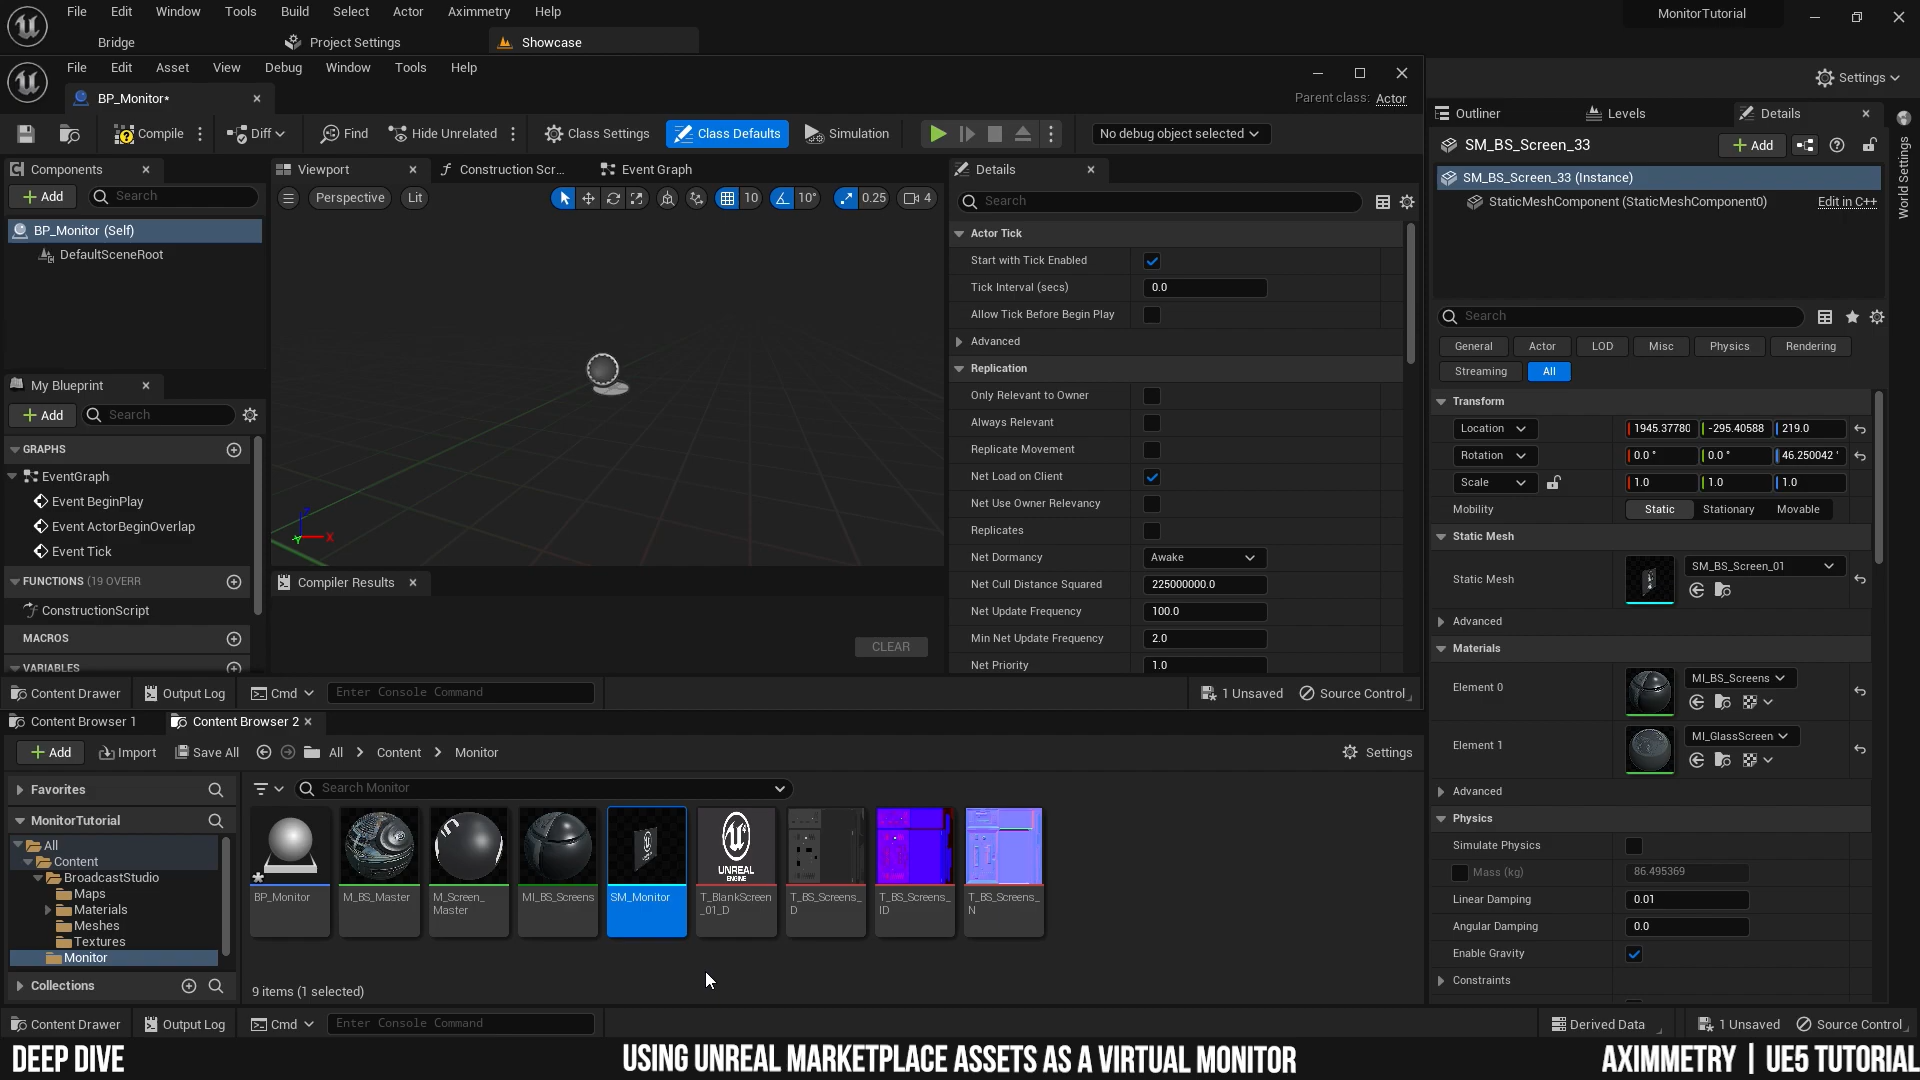 File Edit Window Tools Build Select Actor Aximmetry Help
MonitorTutorial
Bridge Project Settings Showcase
File Edit Asset View Debug Window Tools Help
Settings
BP_Monitor*
Parent class: Actor
Compile Diff Find Hide Unrelated Class Settings Class Defaults Simulation No debug object selected
Components
Add Search
BP_Monitor (Self)
DefaultSceneRoot
My Blueprint
Add Search
GRAPHS
EventGraph
Event BeginPlay
Event ActorBeginOverlap
Event Tick
FUNCTIONS (19 OVERR
ConstructionScript
MACROS
VARIABLES
Viewport Construction Scr... Event Graph
Perspective Lit 10 10° 0.25 4
X
Compiler Results
CLEAR
Details
Search
Actor Tick
Start with Tick Enabled
Tick Interval (secs) 0.0
Allow Tick Before Begin Play
Advanced
Replication
Only Relevant to Owner
Always Relevant
Replicate Movement
Net Load on Client
Net Use Owner Relevancy
Replicates
Net Dormancy Awake
Net Cull Distance Squared 225000000.0
Net Update Frequency 100.0
Min Net Update Frequency 2.0
Net Priority 1.0
Content Drawer Output Log Cmd Enter Console Command 1 Unsaved Source Control
Content Browser 1 Content Browser 2
Add Import Save All All Content Monitor Settings
Favorites
MonitorTutorial
All
Content
BroadcastStudio
Maps
Materials
Meshes
Textures
Monitor
Collections
Search Monitor
UNREAL
ENGINE
BP_Monitor
M_BS_Master
M_Screen_
Master
MI_BS_Screens
SM_Monitor
T_BlankScreen
_01_D
T_BS_Screens_
D
T_BS_Screens_
ID
T_BS_Screens_
N
9 items (1 selected)
Outliner Levels Details
World Settings
SM_BS_Screen_33 Add
SM_BS_Screen_33 (Instance)
StaticMeshComponent (StaticMeshComponent0) Edit in C++
Search
General Actor LOD Misc Physics Rendering
Streaming All
Transform
Location 1945.37780 -295.40588 219.0
Rotation 0.0 ° 0.0 ° 46.250042 °
Scale 1.0 1.0 1.0
Mobility Static Stationary Movable
Static Mesh
Static Mesh SM_BS_Screen_01
Advanced
Materials
Element 0 MI_BS_Screens
Element 1 MI_GlassScreen
Advanced
Physics
Simulate Physics
Mass (kg) 86.495369
Linear Damping 0.01
Angular Damping 0.0
Enable Gravity
Constraints
Content Drawer Output Log Cmd Enter Console Command Derived Data 1 Unsaved Source Control
DEEP DIVE USING UNREAL MARKETPLACE ASSETS AS A VIRTUAL MONITOR AXIMMETRY | UE5 TUTORIAL